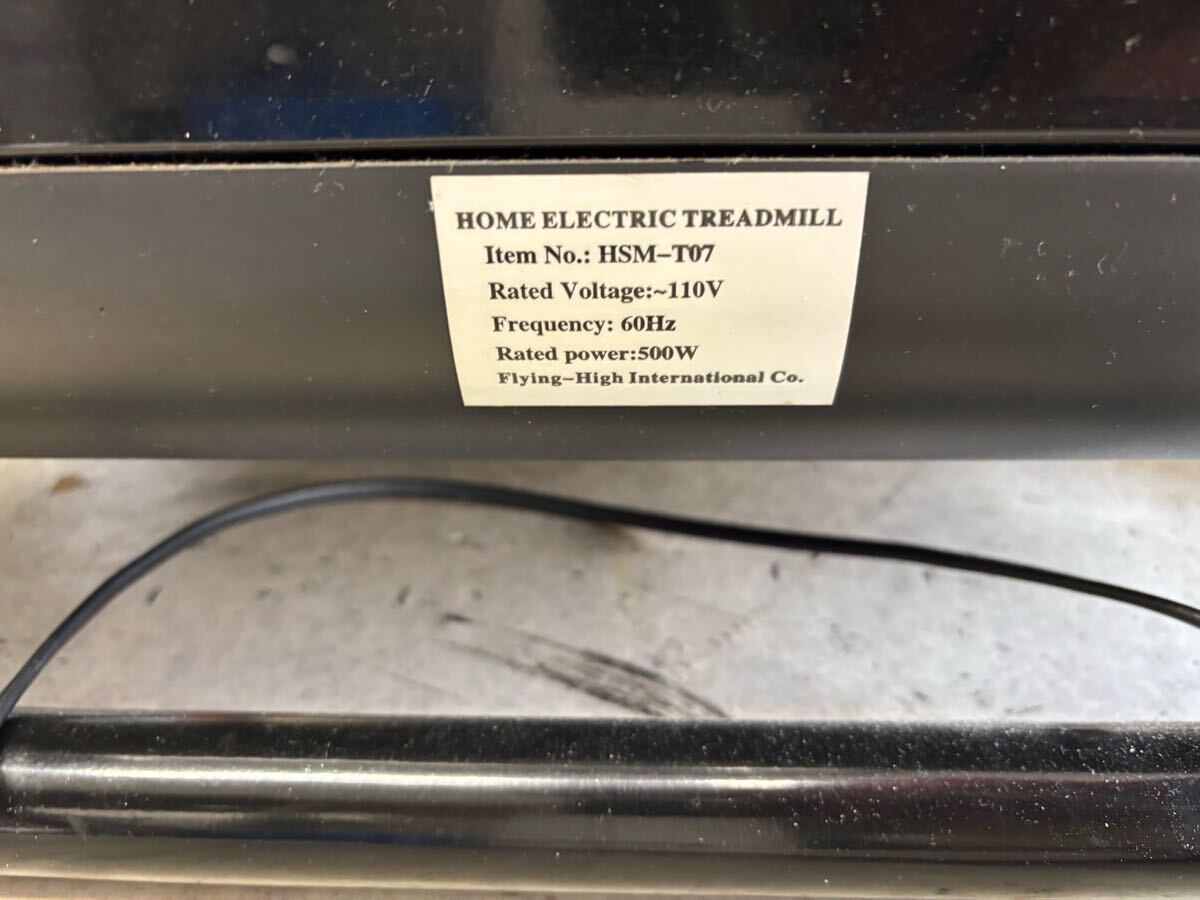 HOME ELECTRIC TREADMILL
Item No.: HSM-T07
Rated Voltage:~110V
Frequency: 60Hz
Rated power:500W
Flying-High International Co.